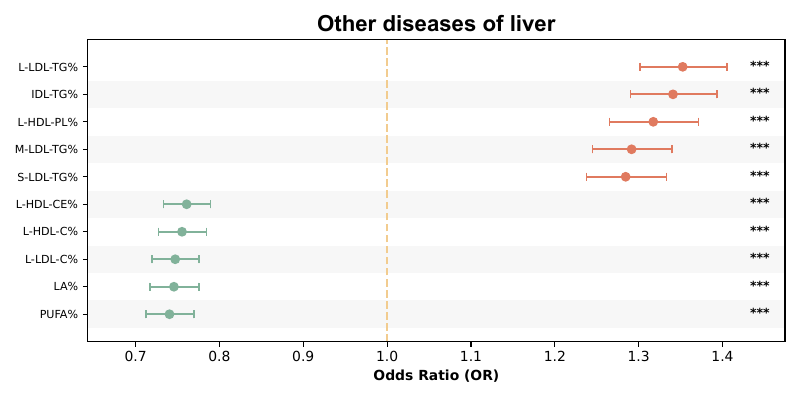 Other diseases of liver
L-LDL-TG% ***
IDL-TG% ***
L-HDL-PL% ***
M-LDL-TG% ***
S-LDL-TG% ***
L-HDL-CE% ***
L-HDL-C% ***
L-LDL-C% ***
LA% ***
PUFA% ***
0.7 0.8 0.9 1.0 1.1 1.2 1.3 1.4
Odds Ratio (OR)